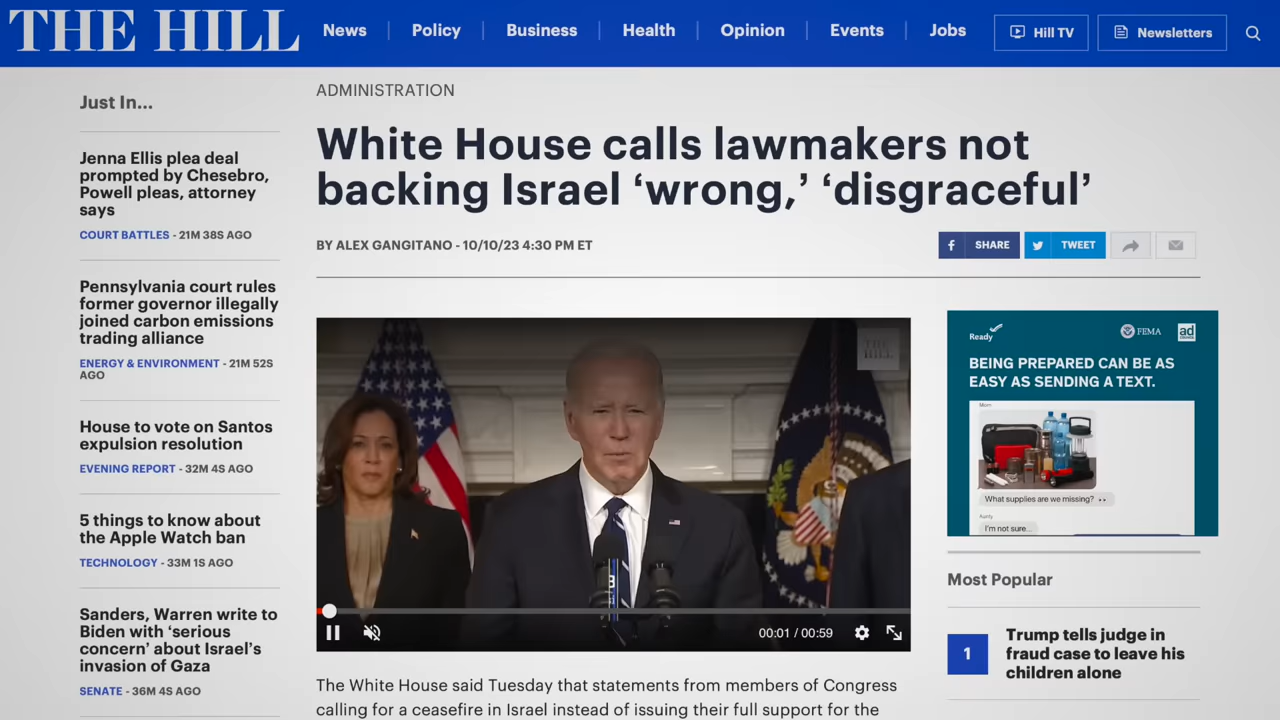 THE HILL
News
Policy
Business
Health
Opinion
Events
Jobs
Hill TV
Newsletters
Just In...
Jenna Ellis plea deal
prompted by Chesebro,
Powell pleas, attorney
says
COURT BATTLES - 21M 38S AGO
Pennsylvania court rules
former governor illegally
joined carbon emissions
trading alliance
ENERGY & ENVIRONMENT - 21M 52S
AGO
House to vote on Santos
expulsion resolution
EVENING REPORT - 32M 4S AGO
5 things to know about
the Apple Watch ban
TECHNOLOGY - 33M 1S AGO
Sanders, Warren write to
Biden with ‘serious
concern’ about Israel’s
invasion of Gaza
SENATE - 36M 4S AGO
ADMINISTRATION
White House calls lawmakers not
backing Israel ‘wrong,’ ‘disgraceful’
BY ALEX GANGITANO - 10/10/23 4:30 PM ET
SHARE
TWEET
THE
HILL
00:01 / 00:59
The White House said Tuesday that statements from members of Congress
calling for a ceasefire in Israel instead of issuing their full support for the
Ready
FEMA
ad
BEING PREPARED CAN BE AS
EASY AS SENDING A TEXT.
Mom
What supplies are we missing?
I'm not sure...
Most Popular
1
Trump tells judge in
fraud case to leave his
children alone